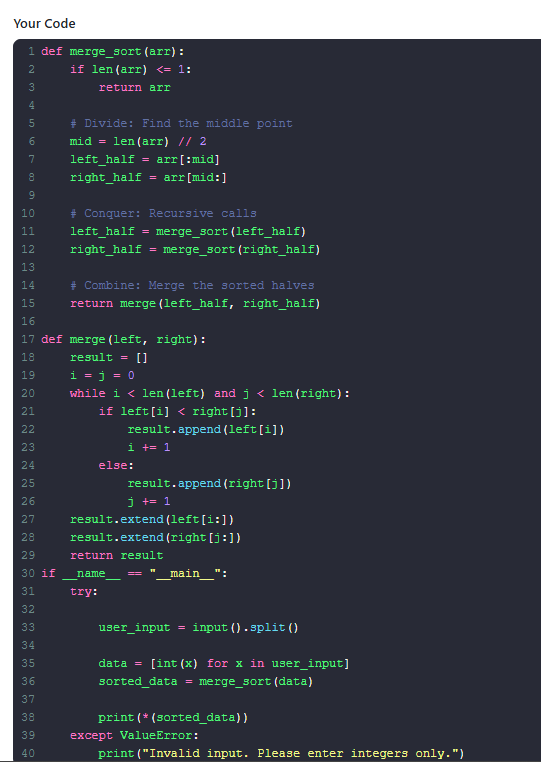 Your Code
1 def merge_sort(arr):
2     if len(arr) <= 1:
3         return arr
4
5     # Divide: Find the middle point
6     mid = len(arr) // 2
7     left_half = arr[:mid]
8     right_half = arr[mid:]
9
10     # Conquer: Recursive calls
11     left_half = merge_sort(left_half)
12     right_half = merge_sort(right_half)
13
14     # Combine: Merge the sorted halves
15     return merge(left_half, right_half)
16
17 def merge(left, right):
18     result = []
19     i = j = 0
20     while i < len(left) and j < len(right):
21         if left[i] < right[j]:
22             result.append(left[i])
23             i += 1
24         else:
25             result.append(right[j])
26             j += 1
27     result.extend(left[i:])
28     result.extend(right[j:])
29     return result
30 if __name__ == "__main__":
31     try:
32
33         user_input = input().split()
34
35         data = [int(x) for x in user_input]
36         sorted_data = merge_sort(data)
37
38         print(*(sorted_data))
39     except ValueError:
40         print("Invalid input. Please enter integers only.")